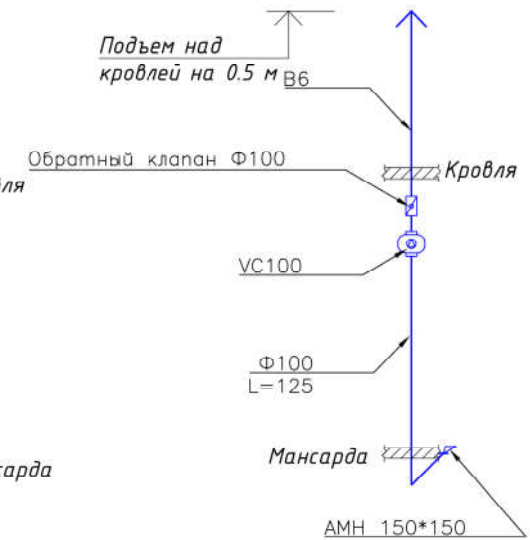 Подъем над
кровлей на 0.5 м
В6
Обратный клапан Ф100
Кровля
VC100
Ф100
L=125
Мансарда
АМН 150*150